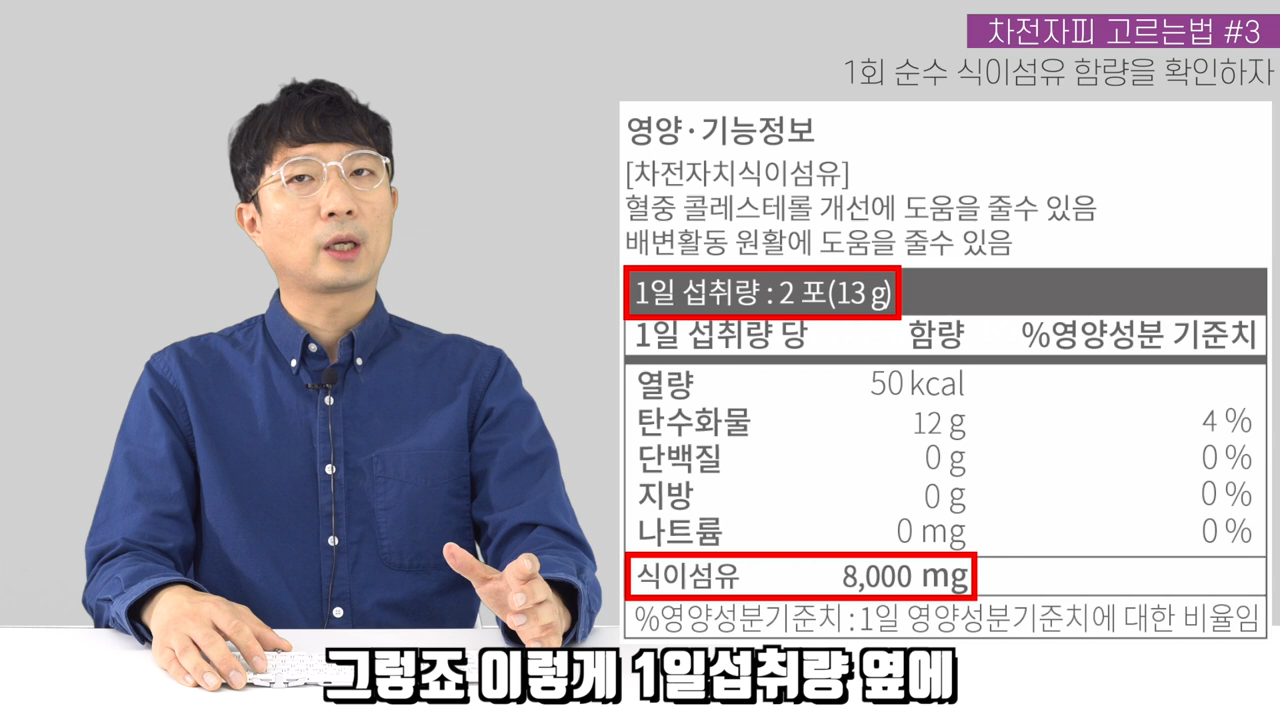 차전자피 고르는법 #3
1회 순수 식이섬유 함량을 확인하자
영양·기능정보
[차전자치식이섬유]
혈중 콜레스테롤 개선에 도움을 줄수 있음
배변활동 원활에 도움을 줄수 있음
1일 섭취량 : 2 포(13 g)
1일 섭취량 당 함량 %영양성분 기준치
열량 50 kcal
탄수화물 12 g 4 %
단백질 0 g 0 %
지방 0 g 0 %
나트륨 0 mg 0 %
식이섬유 8,000 mg
%영양성분기준치 : 1일 영양성분기준치에 대한 비율임
그렇죠 이렇게 1일섭취량 옆에